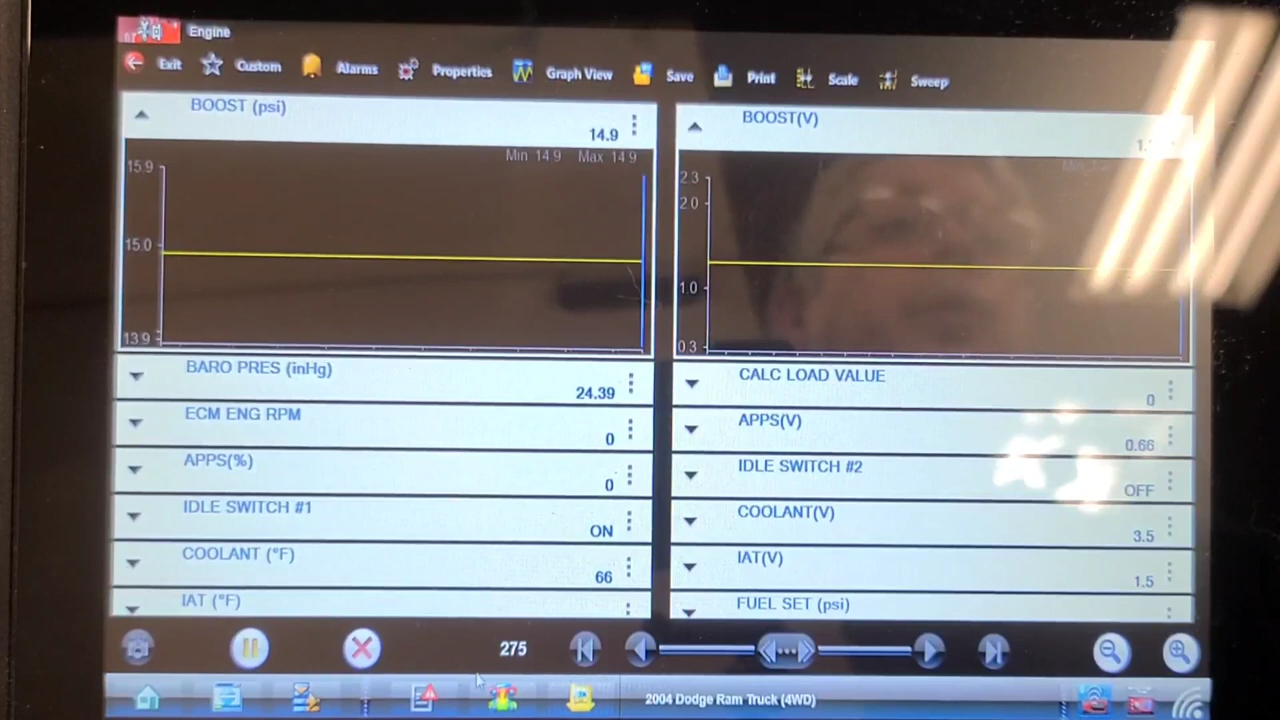 Engine
Exit Custom Alarms Properties Graph View Save Print Scale Sweep
BOOST (psi)
14.9
Min 14.9 Max 14.9
15.9
15.0
13.9
BOOST(V)
2.3
2.0
1.0
0.3
BARO PRES (inHg)
24.39
CALC LOAD VALUE
0
ECM ENG RPM
0
APPS(V)
0.66
APPS(%)
0
IDLE SWITCH #2
OFF
IDLE SWITCH #1
ON
COOLANT(V)
3.5
COOLANT (°F)
66
IAT(V)
1.5
IAT (°F)
FUEL SET (psi)
275
2004 Dodge Ram Truck (4WD)